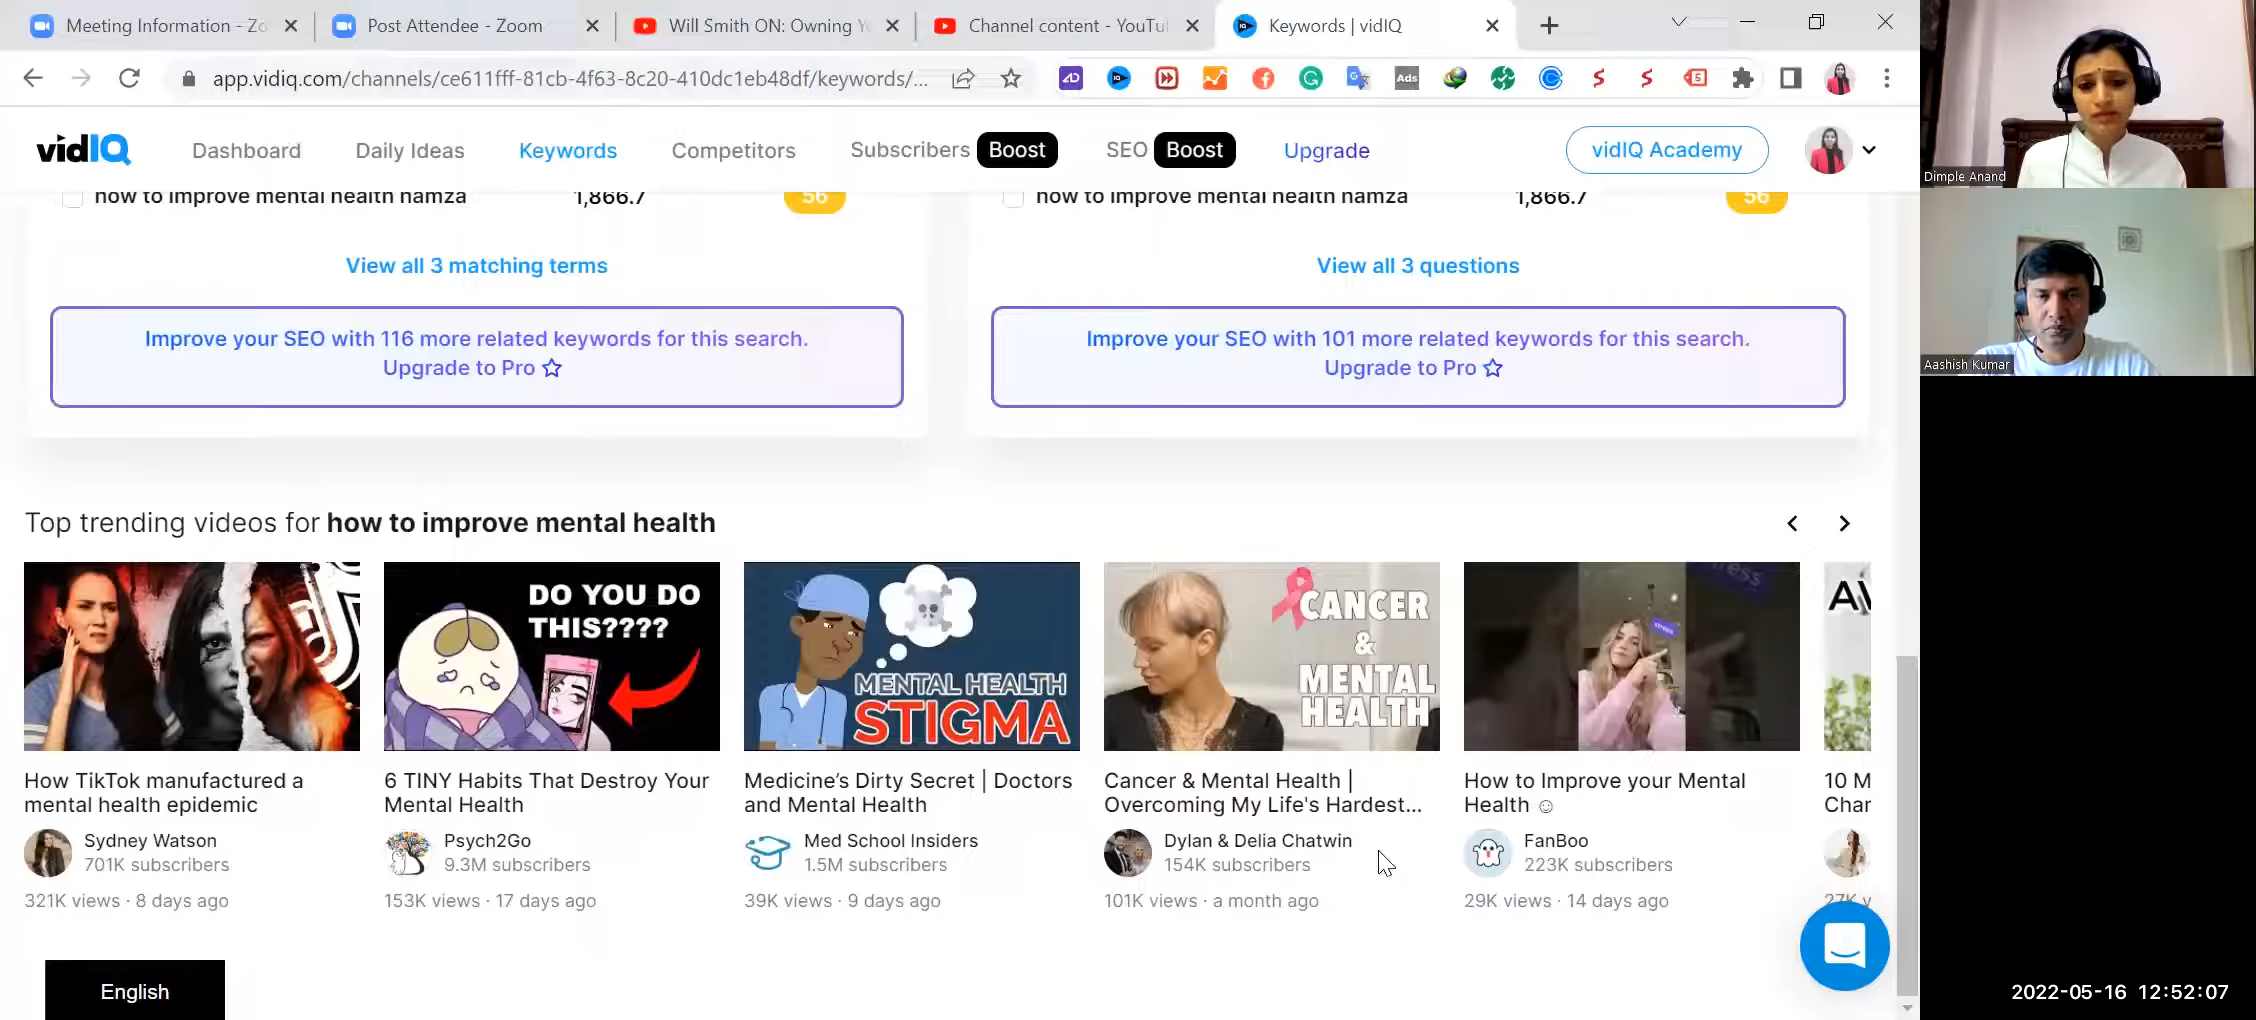 Meeting Information - Zo
Post Attendee - Zoom
Will Smith ON: Owning Y
Channel content - YouTu
Keywords | vidIQ
app.vidiq.com/channels/ce611fff-81cb-4f63-8c20-410dc1eb48df/keywords/...
vidIQ
Dashboard
Daily Ideas
Keywords
Competitors
Subscribers Boost
SEO Boost
Upgrade
vidIQ Academy
how to improve mental health hamza 1,866.7 56
how to improve mental health hamza 1,866.7 56
View all 3 matching terms
View all 3 questions
Improve your SEO with 116 more related keywords for this search.
Upgrade to Pro
Improve your SEO with 101 more related keywords for this search.
Upgrade to Pro
Top trending videos for how to improve mental health
DO YOU DO
THIS????
MENTAL HEALTH
STIGMA
CANCER
&
MENTAL
HEALTH
How TikTok manufactured a
mental health epidemic
Sydney Watson
701K subscribers
321K views · 8 days ago
6 TINY Habits That Destroy Your
Mental Health
Psych2Go
9.3M subscribers
153K views · 17 days ago
Medicine's Dirty Secret | Doctors
and Mental Health
Med School Insiders
1.5M subscribers
39K views · 9 days ago
Cancer & Mental Health |
Overcoming My Life's Hardest...
Dylan & Delia Chatwin
154K subscribers
101K views · a month ago
How to Improve your Mental
Health ☺
FanBoo
223K subscribers
29K views · 14 days ago
10 M
Char
27K v
English
Dimple Anand
Aashish Kumar
2022-05-16 12:52:07